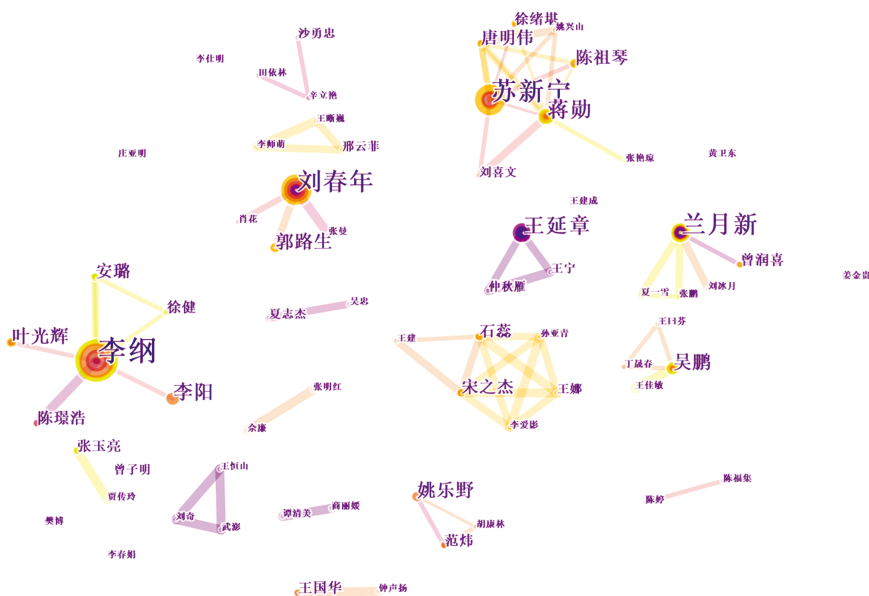 徐绪堪
姚兴山
沙勇忠
唐明伟
李仕明
陈祖琴
田依林
辛立艳
苏新宁
蒋勋
王晰巍
李师萌
邢云菲
庄亚明
张艳琼
黄卫东
刘喜文
刘春年
王建成
肖花
张曼
郭路生
王延章
兰月新
曾润喜
王宁
姜金贵
安璐
仲秋雁
刘冰月
夏一雪
张鹏
徐健
吴忠
夏志杰
叶光辉
王曰芬
石蕊
孙亚青
王建
李纲
吴鹏
丁晟春
李阳
张明红
宋之杰
王娜
王佳敏
陈璟浩
佘廉
李爱影
张玉亮
曾子明
王恒山
陈福集
贾传玲
姚乐野
陈婷
谭清美
商丽媛
樊博
刘奇
武澎
胡康林
范炜
李春娟
王国华
钟声扬